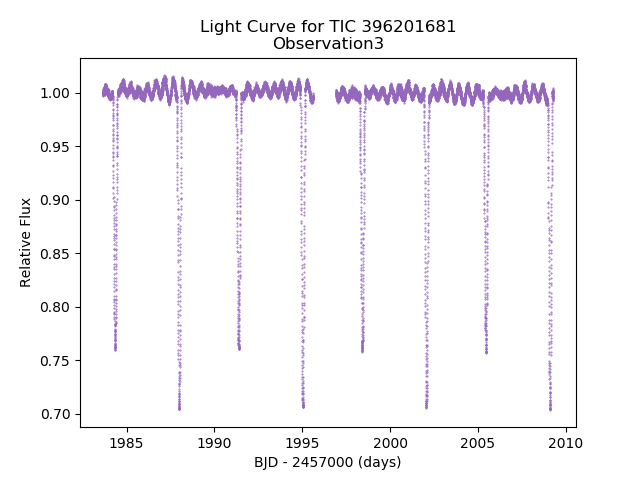 Light Curve for TIC 396201681
Observation3
Relative Flux
1.00
0.95
0.90
0.85
0.80
0.75
0.70
1985 1990 1995 2000 2005 2010
BJD - 2457000 (days)